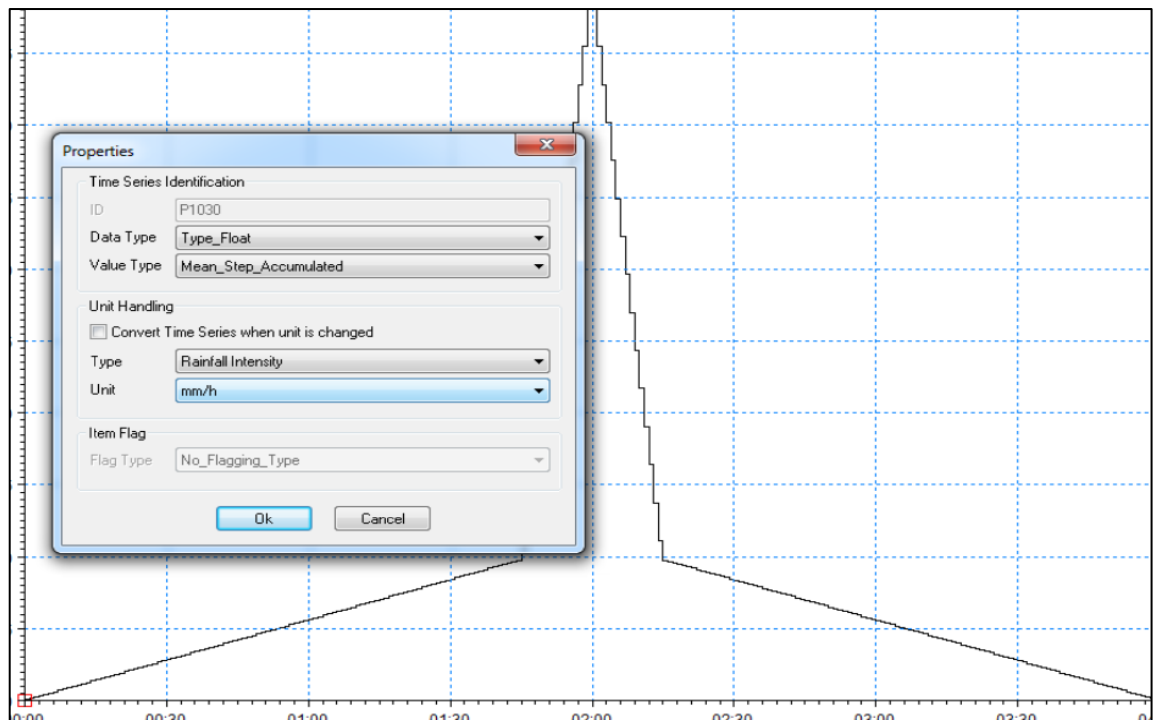 Properties
Time Series Identification
ID P1030
Data Type Type_Float
Value Type Mean_Step_Accumulated
Unit Handling
Convert Time Series when unit is changed
Type Rainfall Intensity
Unit mm/h
Item Flag
Flag Type No_Flagging_Type
Ok Cancel
00:30 01:00 01:30 02:00 02:30 03:00 03:30